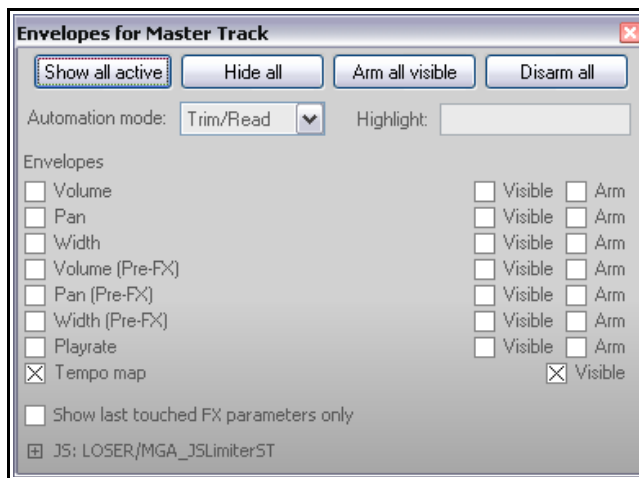 Envelopes for Master Track
Show all active Hide all Arm all visible Disarm all
Automation mode: Trim/Read Highlight:
Envelopes
Volume Visible Arm
Pan Visible Arm
Width Visible Arm
Volume (Pre-FX) Visible Arm
Pan (Pre-FX) Visible Arm
Width (Pre-FX) Visible Arm
Playrate Visible Arm
Tempo map Visible
Show last touched FX parameters only
JS: LOSER/MGA_JSLimiterST